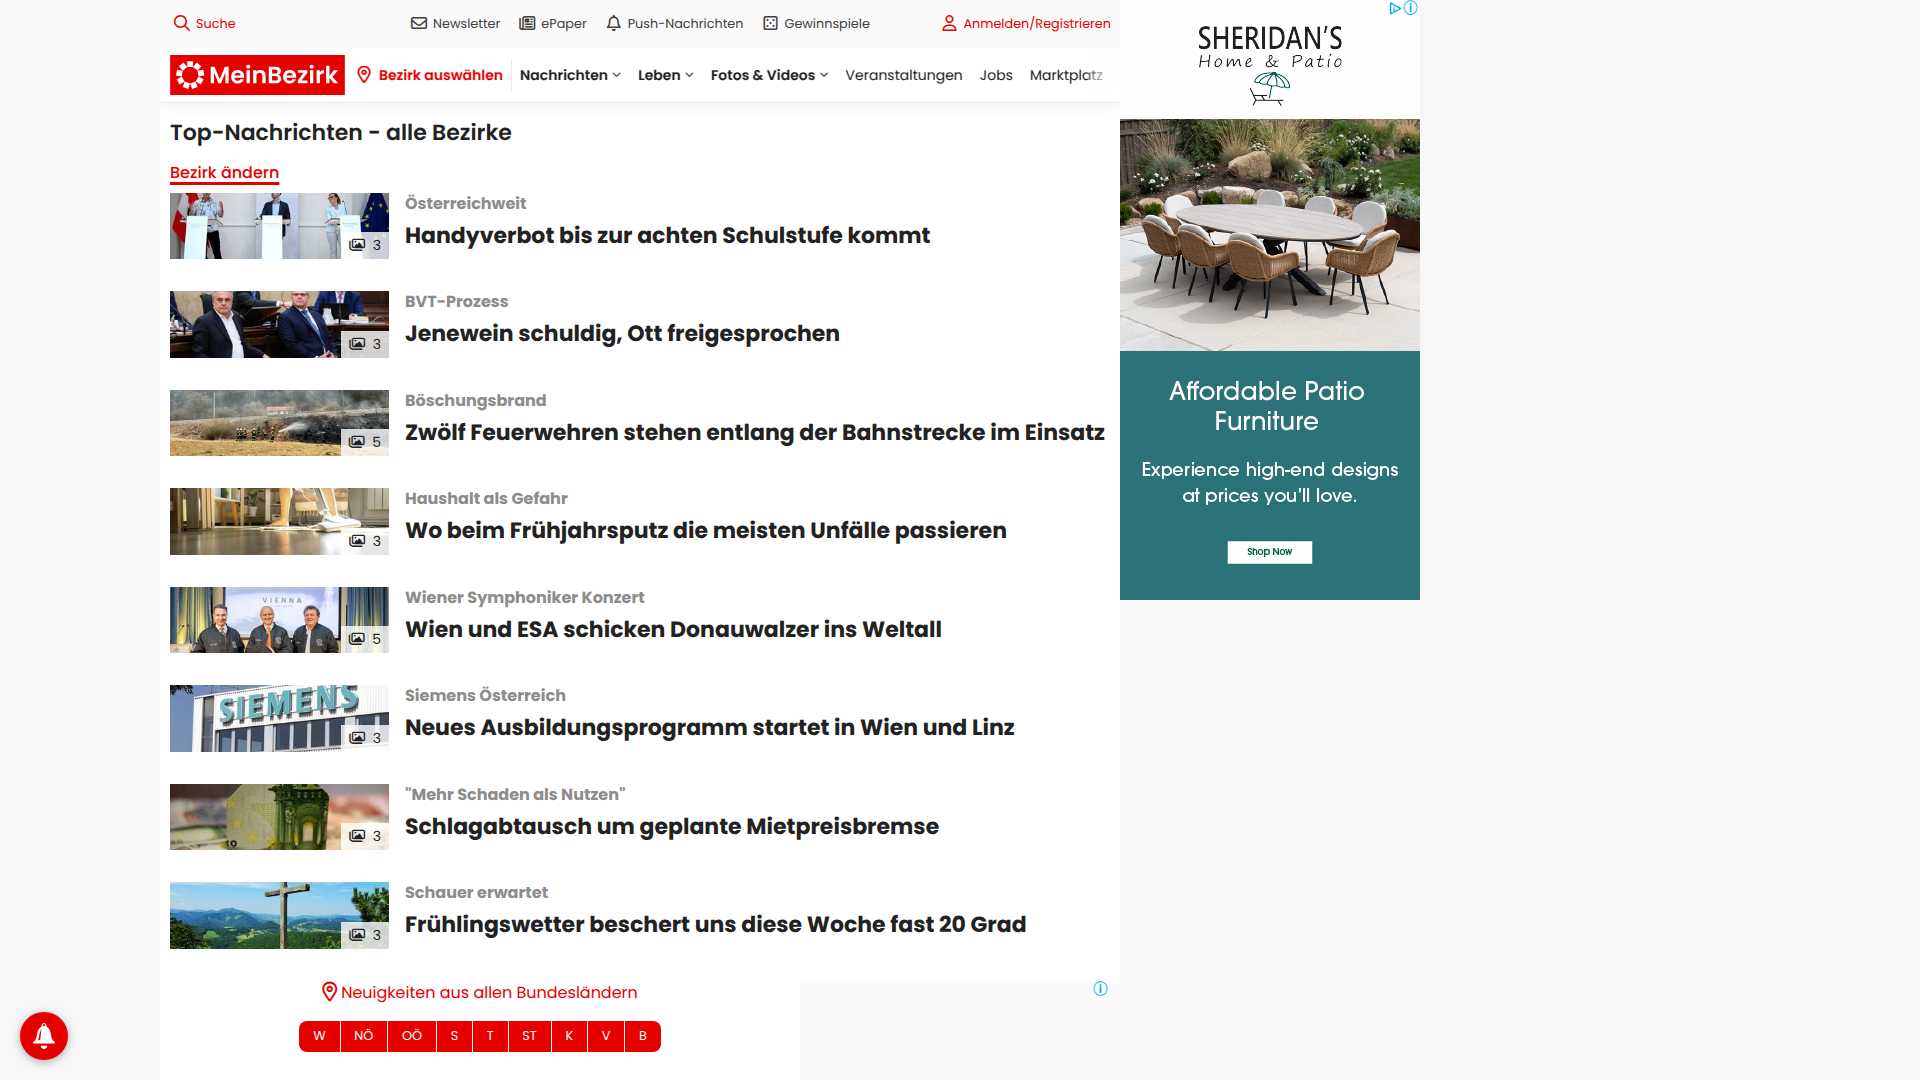 Suche
Newsletter
ePaper
Push-Nachrichten
Gewinnspiele
Anmelden/Registrieren
MeinBezirk
Bezirk auswählen
Nachrichten
Leben
Fotos & Videos
Veranstaltungen
Jobs
Marktplatz
Top-Nachrichten - alle Bezirke
Bezirk ändern
3
Österreichweit
Handyverbot bis zur achten Schulstufe kommt
3
BVT-Prozess
Jenewein schuldig, Ott freigesprochen
5
Böschungsbrand
Zwölf Feuerwehren stehen entlang der Bahnstrecke im Einsatz
3
Haushalt als Gefahr
Wo beim Frühjahrsputz die meisten Unfälle passieren
VIENNA
5
Wiener Symphoniker Konzert
Wien und ESA schicken Donauwalzer ins Weltall
SIEMENS
3
Siemens Österreich
Neues Ausbildungsprogramm startet in Wien und Linz
10
3
"Mehr Schaden als Nutzen"
Schlagabtausch um geplante Mietpreisbremse
3
Schauer erwartet
Frühlingswetter beschert uns diese Woche fast 20 Grad
Neuigkeiten aus allen Bundesländern
W NÖ OÖ S T ST K V B
SHERIDAN'S
Home & Patio
Affordable Patio
Furniture
Experience high-end designs
at prices you'll love.
Shop Now